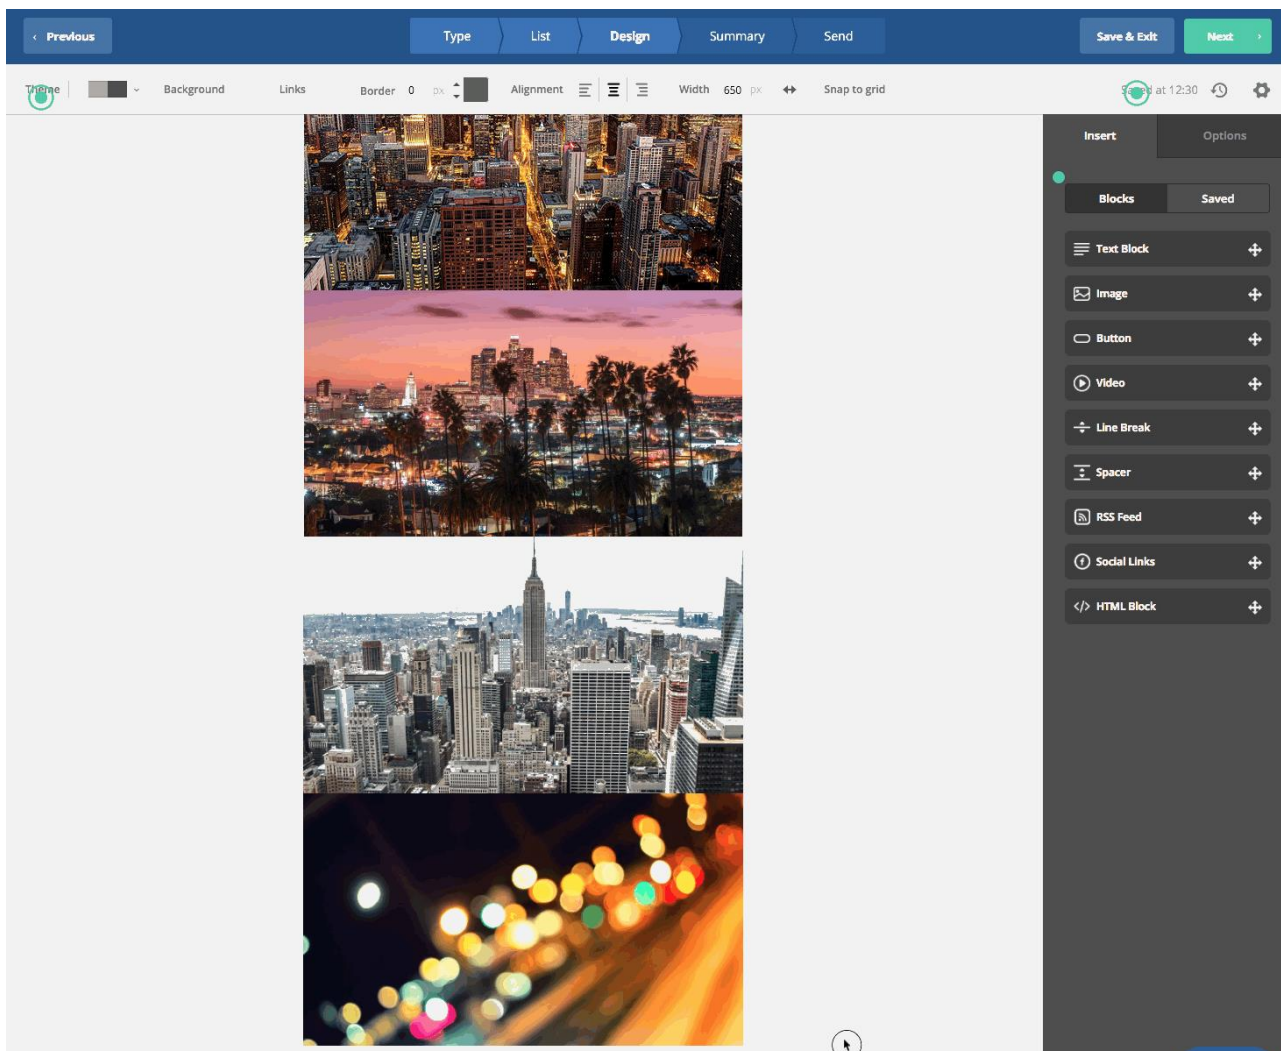 Previous
Type
List
Design
Summary
Send
Save & Exit
Next
Theme
Background
Links
Border 0 px
Alignment
Width 650 px
Snap to grid
Saved at 12:30
Insert
Options
Blocks
Saved
Text Block
Image
Button
Video
Line Break
Spacer
RSS Feed
Social Links
</> HTML Block